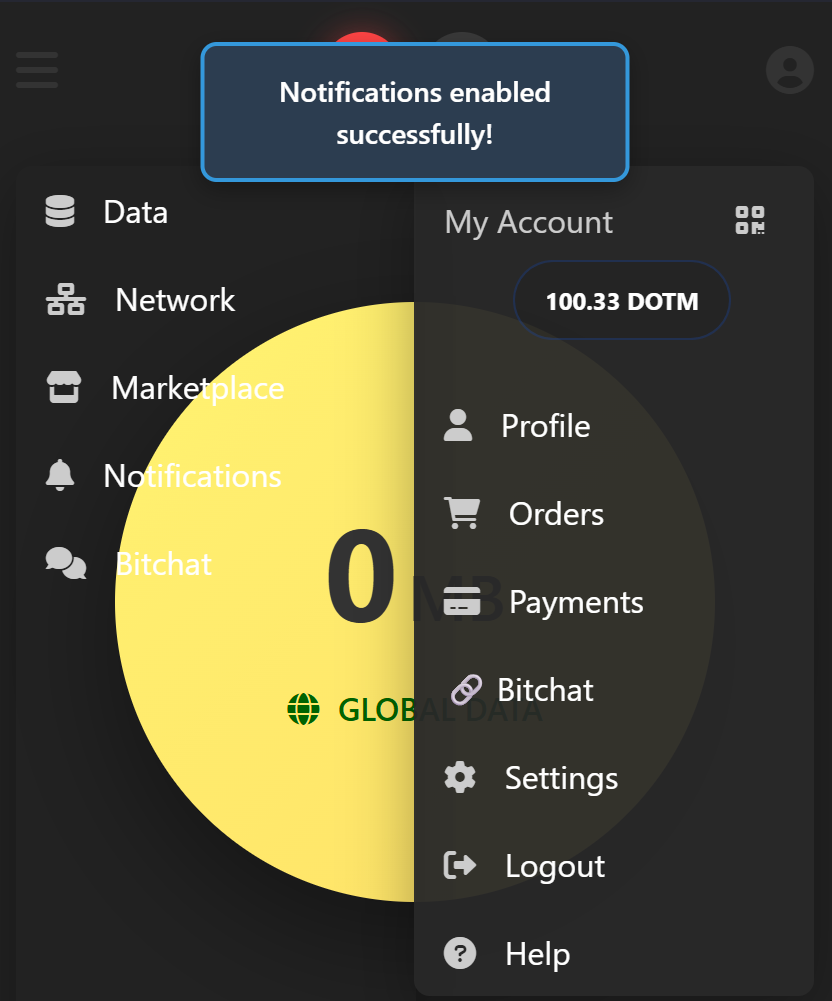 Notifications enabled
successfully!
Data
Network
Marketplace
Notifications
Bitchat
0 MB
GLOBAL DATA
My Account
100.33 DOTM
Profile
Orders
Payments
Bitchat
Settings
Logout
Help